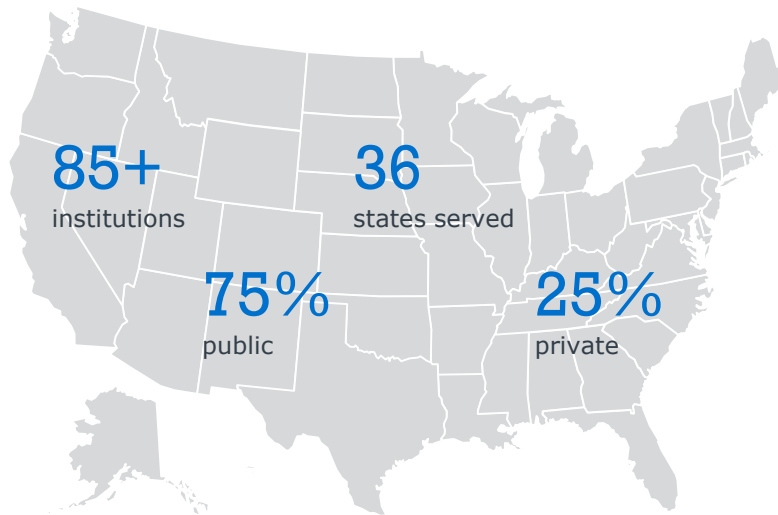 85+
institutions
36
states served
75%
public
25%
private